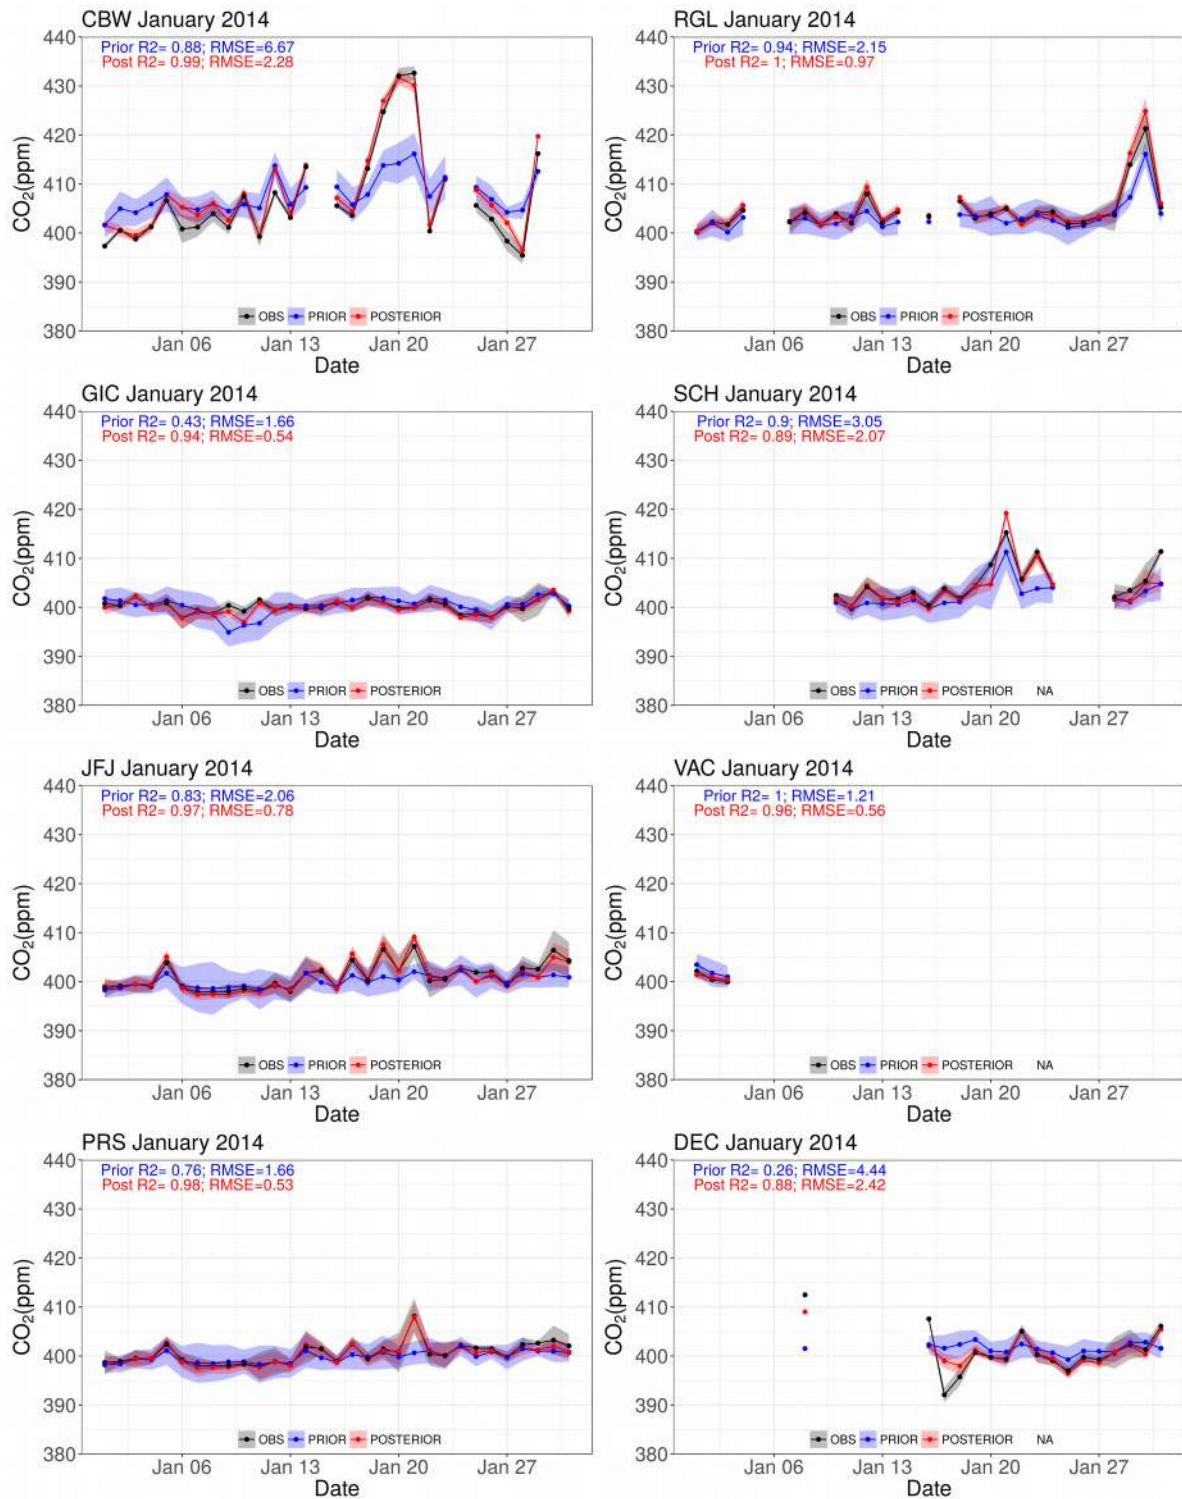 CBW January 2014
Prior R2= 0.88; RMSE=6.67
Post R2= 0.99; RMSE=2.28
440
430
420
410
400
390
380
CO2(ppm)
OBS PRIOR POSTERIOR
Jan 06 Jan 13 Jan 20 Jan 27
Date
RGL January 2014
Prior R2= 0.94; RMSE=2.15
Post R2= 1; RMSE=0.97
440
430
420
410
400
390
380
CO2(ppm)
OBS PRIOR POSTERIOR
Jan 06 Jan 13 Jan 20 Jan 27
Date
GIC January 2014
Prior R2= 0.43; RMSE=1.66
Post R2= 0.94; RMSE=0.54
440
430
420
410
400
390
380
CO2(ppm)
OBS PRIOR POSTERIOR
Jan 06 Jan 13 Jan 20 Jan 27
Date
SCH January 2014
Prior R2= 0.9; RMSE=3.05
Post R2= 0.89; RMSE=2.07
440
430
420
410
400
390
380
CO2(ppm)
OBS PRIOR POSTERIOR NA
Jan 06 Jan 13 Jan 20 Jan 27
Date
JFJ January 2014
Prior R2= 0.83; RMSE=2.06
Post R2= 0.97; RMSE=0.78
440
430
420
410
400
390
380
CO2(ppm)
OBS PRIOR POSTERIOR
Jan 06 Jan 13 Jan 20 Jan 27
Date
VAC January 2014
Prior R2= 1; RMSE=1.21
Post R2= 0.96; RMSE=0.56
440
430
420
410
400
390
380
CO2(ppm)
OBS PRIOR POSTERIOR NA
Jan 06 Jan 13 Jan 20 Jan 27
Date
PRS January 2014
Prior R2= 0.76; RMSE=1.66
Post R2= 0.98; RMSE=0.53
440
430
420
410
400
390
380
CO2(ppm)
OBS PRIOR POSTERIOR
Jan 06 Jan 13 Jan 20 Jan 27
Date
DEC January 2014
Prior R2= 0.26; RMSE=4.44
Post R2= 0.88; RMSE=2.42
440
430
420
410
400
390
380
CO2(ppm)
OBS PRIOR POSTERIOR NA
Jan 06 Jan 13 Jan 20 Jan 27
Date